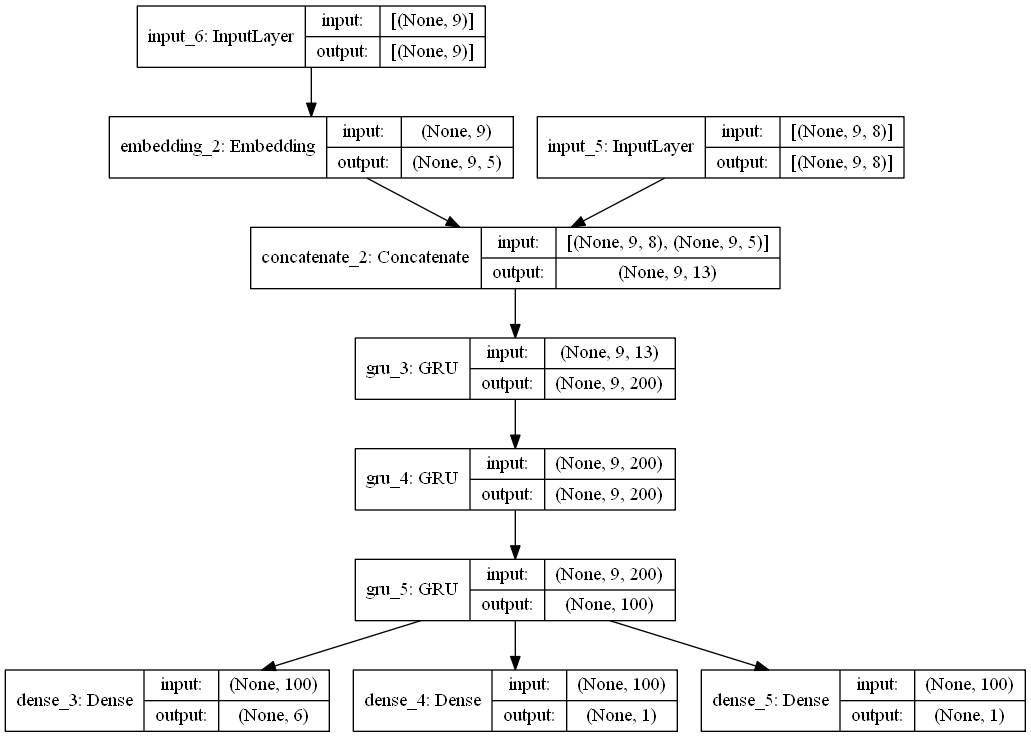 input_6: InputLayer
input: [(None, 9)]
output: [(None, 9)]
embedding_2: Embedding
input: (None, 9)
output: (None, 9, 5)
input_5: InputLayer
input: [(None, 9, 8)]
output: [(None, 9, 8)]
concatenate_2: Concatenate
input: [(None, 9, 8), (None, 9, 5)]
output: (None, 9, 13)
gru_3: GRU
input: (None, 9, 13)
output: (None, 9, 200)
gru_4: GRU
input: (None, 9, 200)
output: (None, 9, 200)
gru_5: GRU
input: (None, 9, 200)
output: (None, 100)
dense_3: Dense
input: (None, 100)
output: (None, 6)
dense_4: Dense
input: (None, 100)
output: (None, 1)
dense_5: Dense
input: (None, 100)
output: (None, 1)